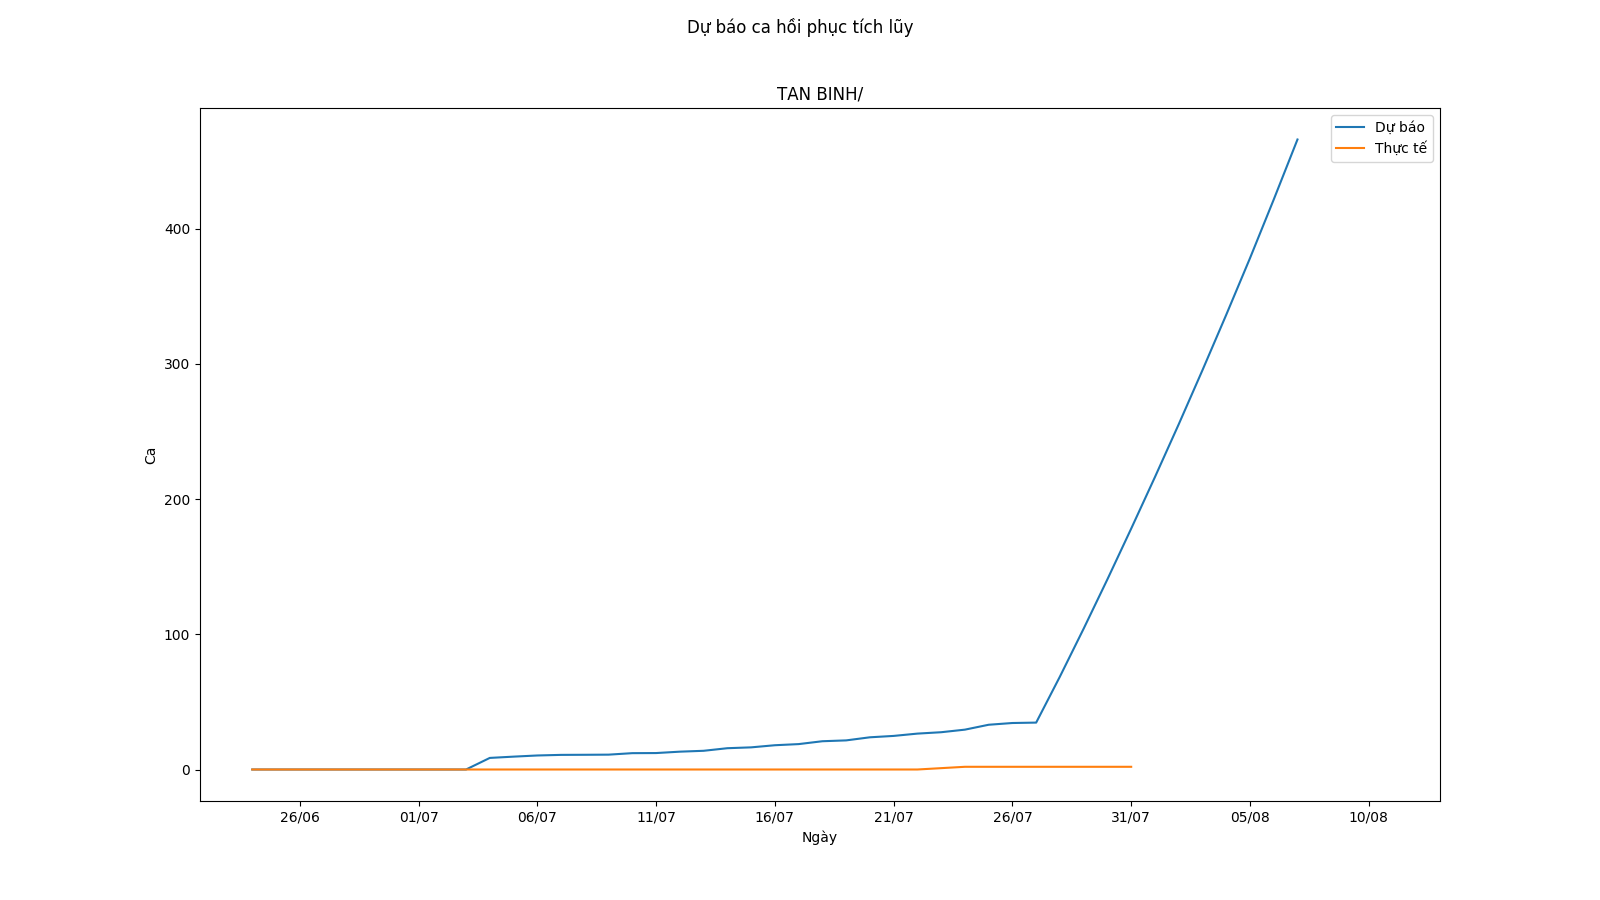 Dự báo ca hồi phục tích lũy
TAN BINH/
Dự báo
Thực tế
400
300
200
100
0
Ca
26/06 01/07 06/07 11/07 16/07 21/07 26/07 31/07 05/08 10/08
Ngày